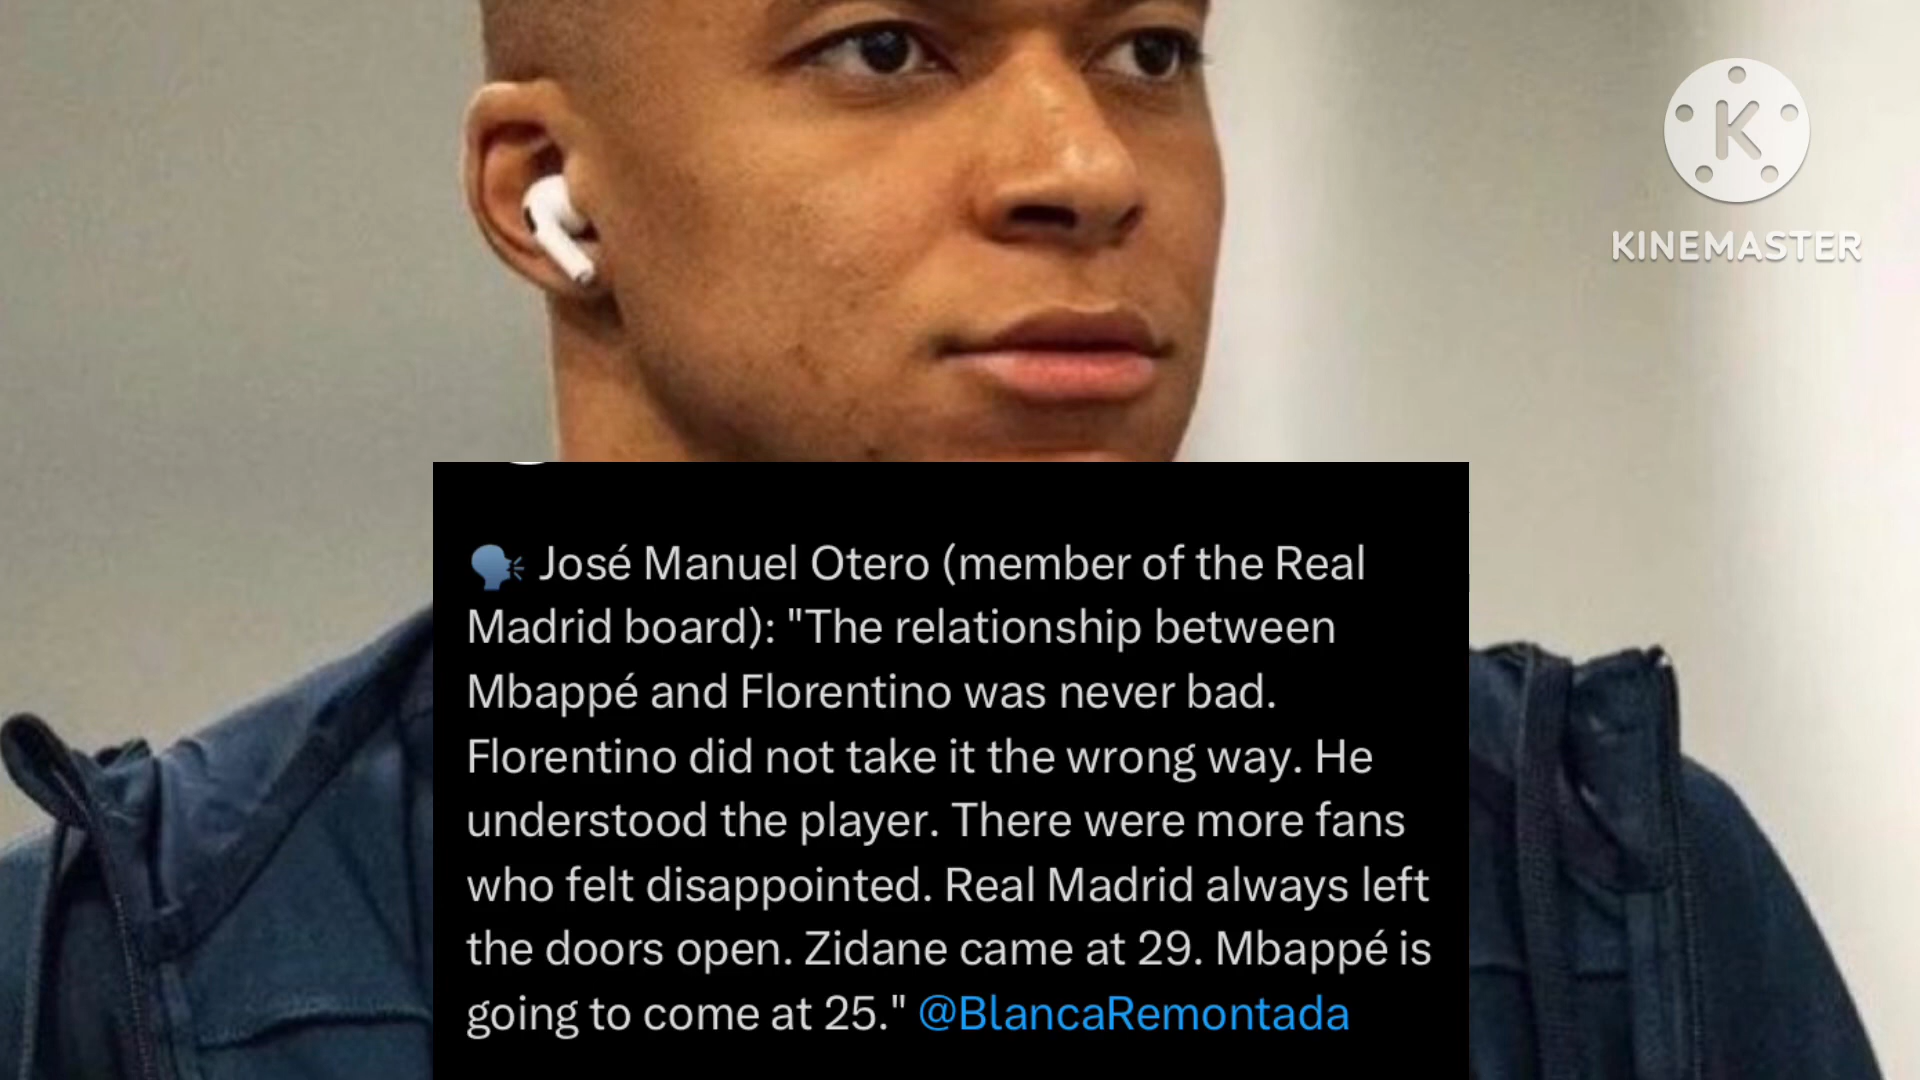 K
KINEMASTER
José Manuel Otero (member of the Real
Madrid board): "The relationship between
Mbappé and Florentino was never bad.
Florentino did not take it the wrong way. He
understood the player. There were more fans
who felt disappointed. Real Madrid always left
the doors open. Zidane came at 29. Mbappé is
going to come at 25." @BlancaRemontada